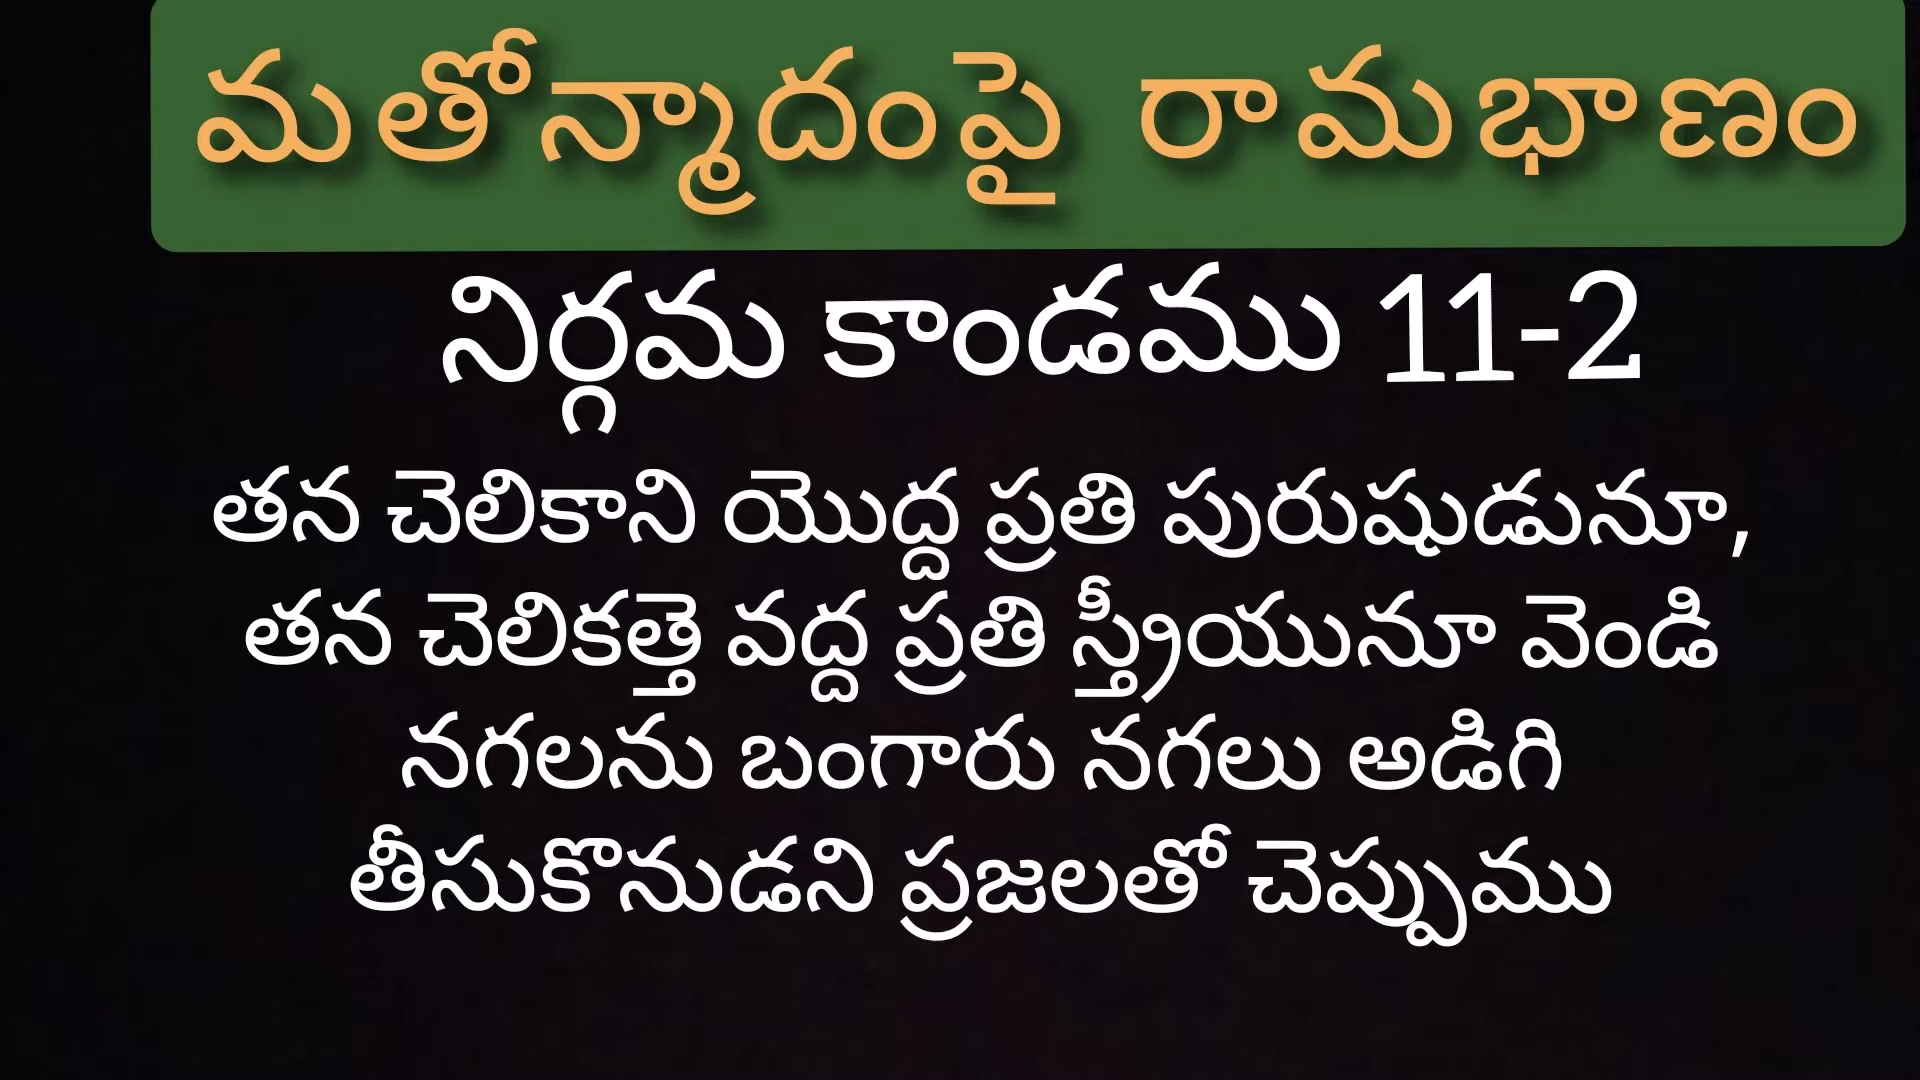 మతోన్మాదంపై రామభాణం
నిర్గమ కాండము 11-2
తన చెలికాని యొద్ద ప్రతి పురుషుడునూ,
తన చెలికత్తె వద్ద ప్రతి స్త్రీయునూ వెండి
నగలను బంగారు నగలు అడిగి
తీసుకొనుడని ప్రజలతో చెప్పుము